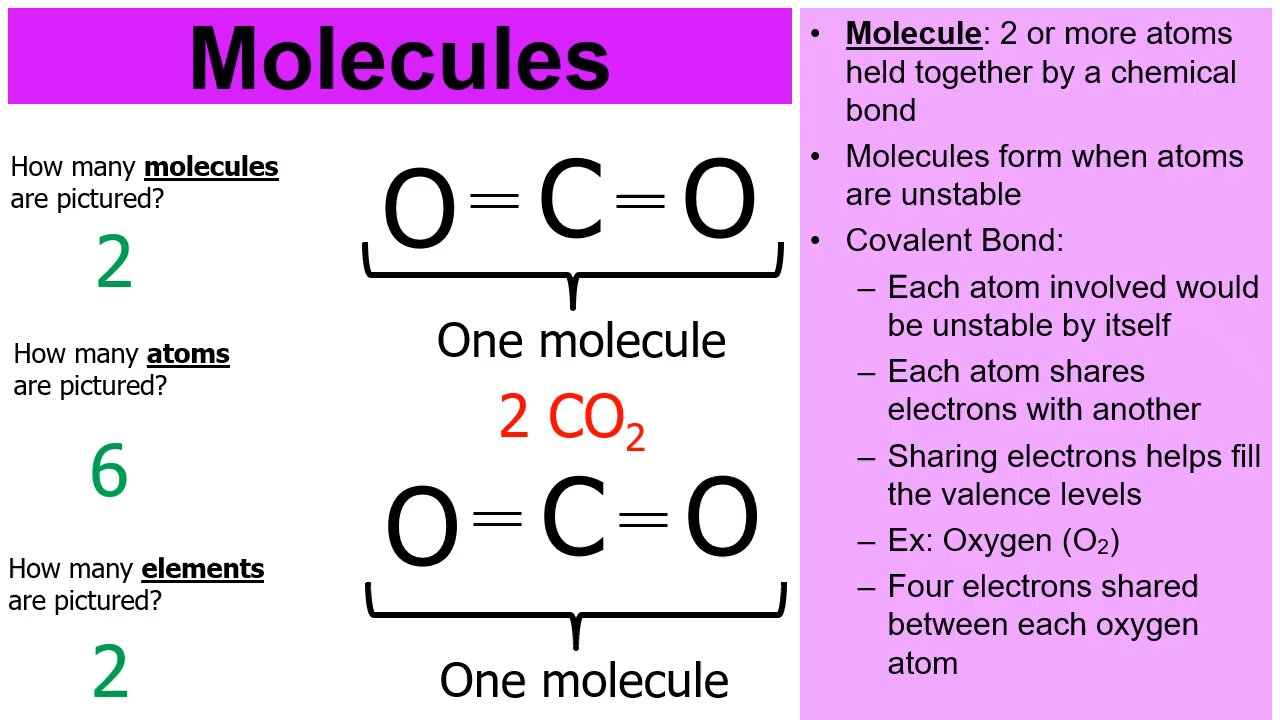 Molecules
How many molecules
are pictured?
2
How many atoms
are pictured?
6
How many elements
are pictured?
2
O = C = O
One molecule
2 CO₂
O = C = O
One molecule
• Molecule: 2 or more atoms
held together by a chemical
bond
• Molecules form when atoms
are unstable
• Covalent Bond:
– Each atom involved would
be unstable by itself
– Each atom shares
electrons with another
– Sharing electrons helps fill
the valence levels
– Ex: Oxygen (O₂)
– Four electrons shared
between each oxygen
atom